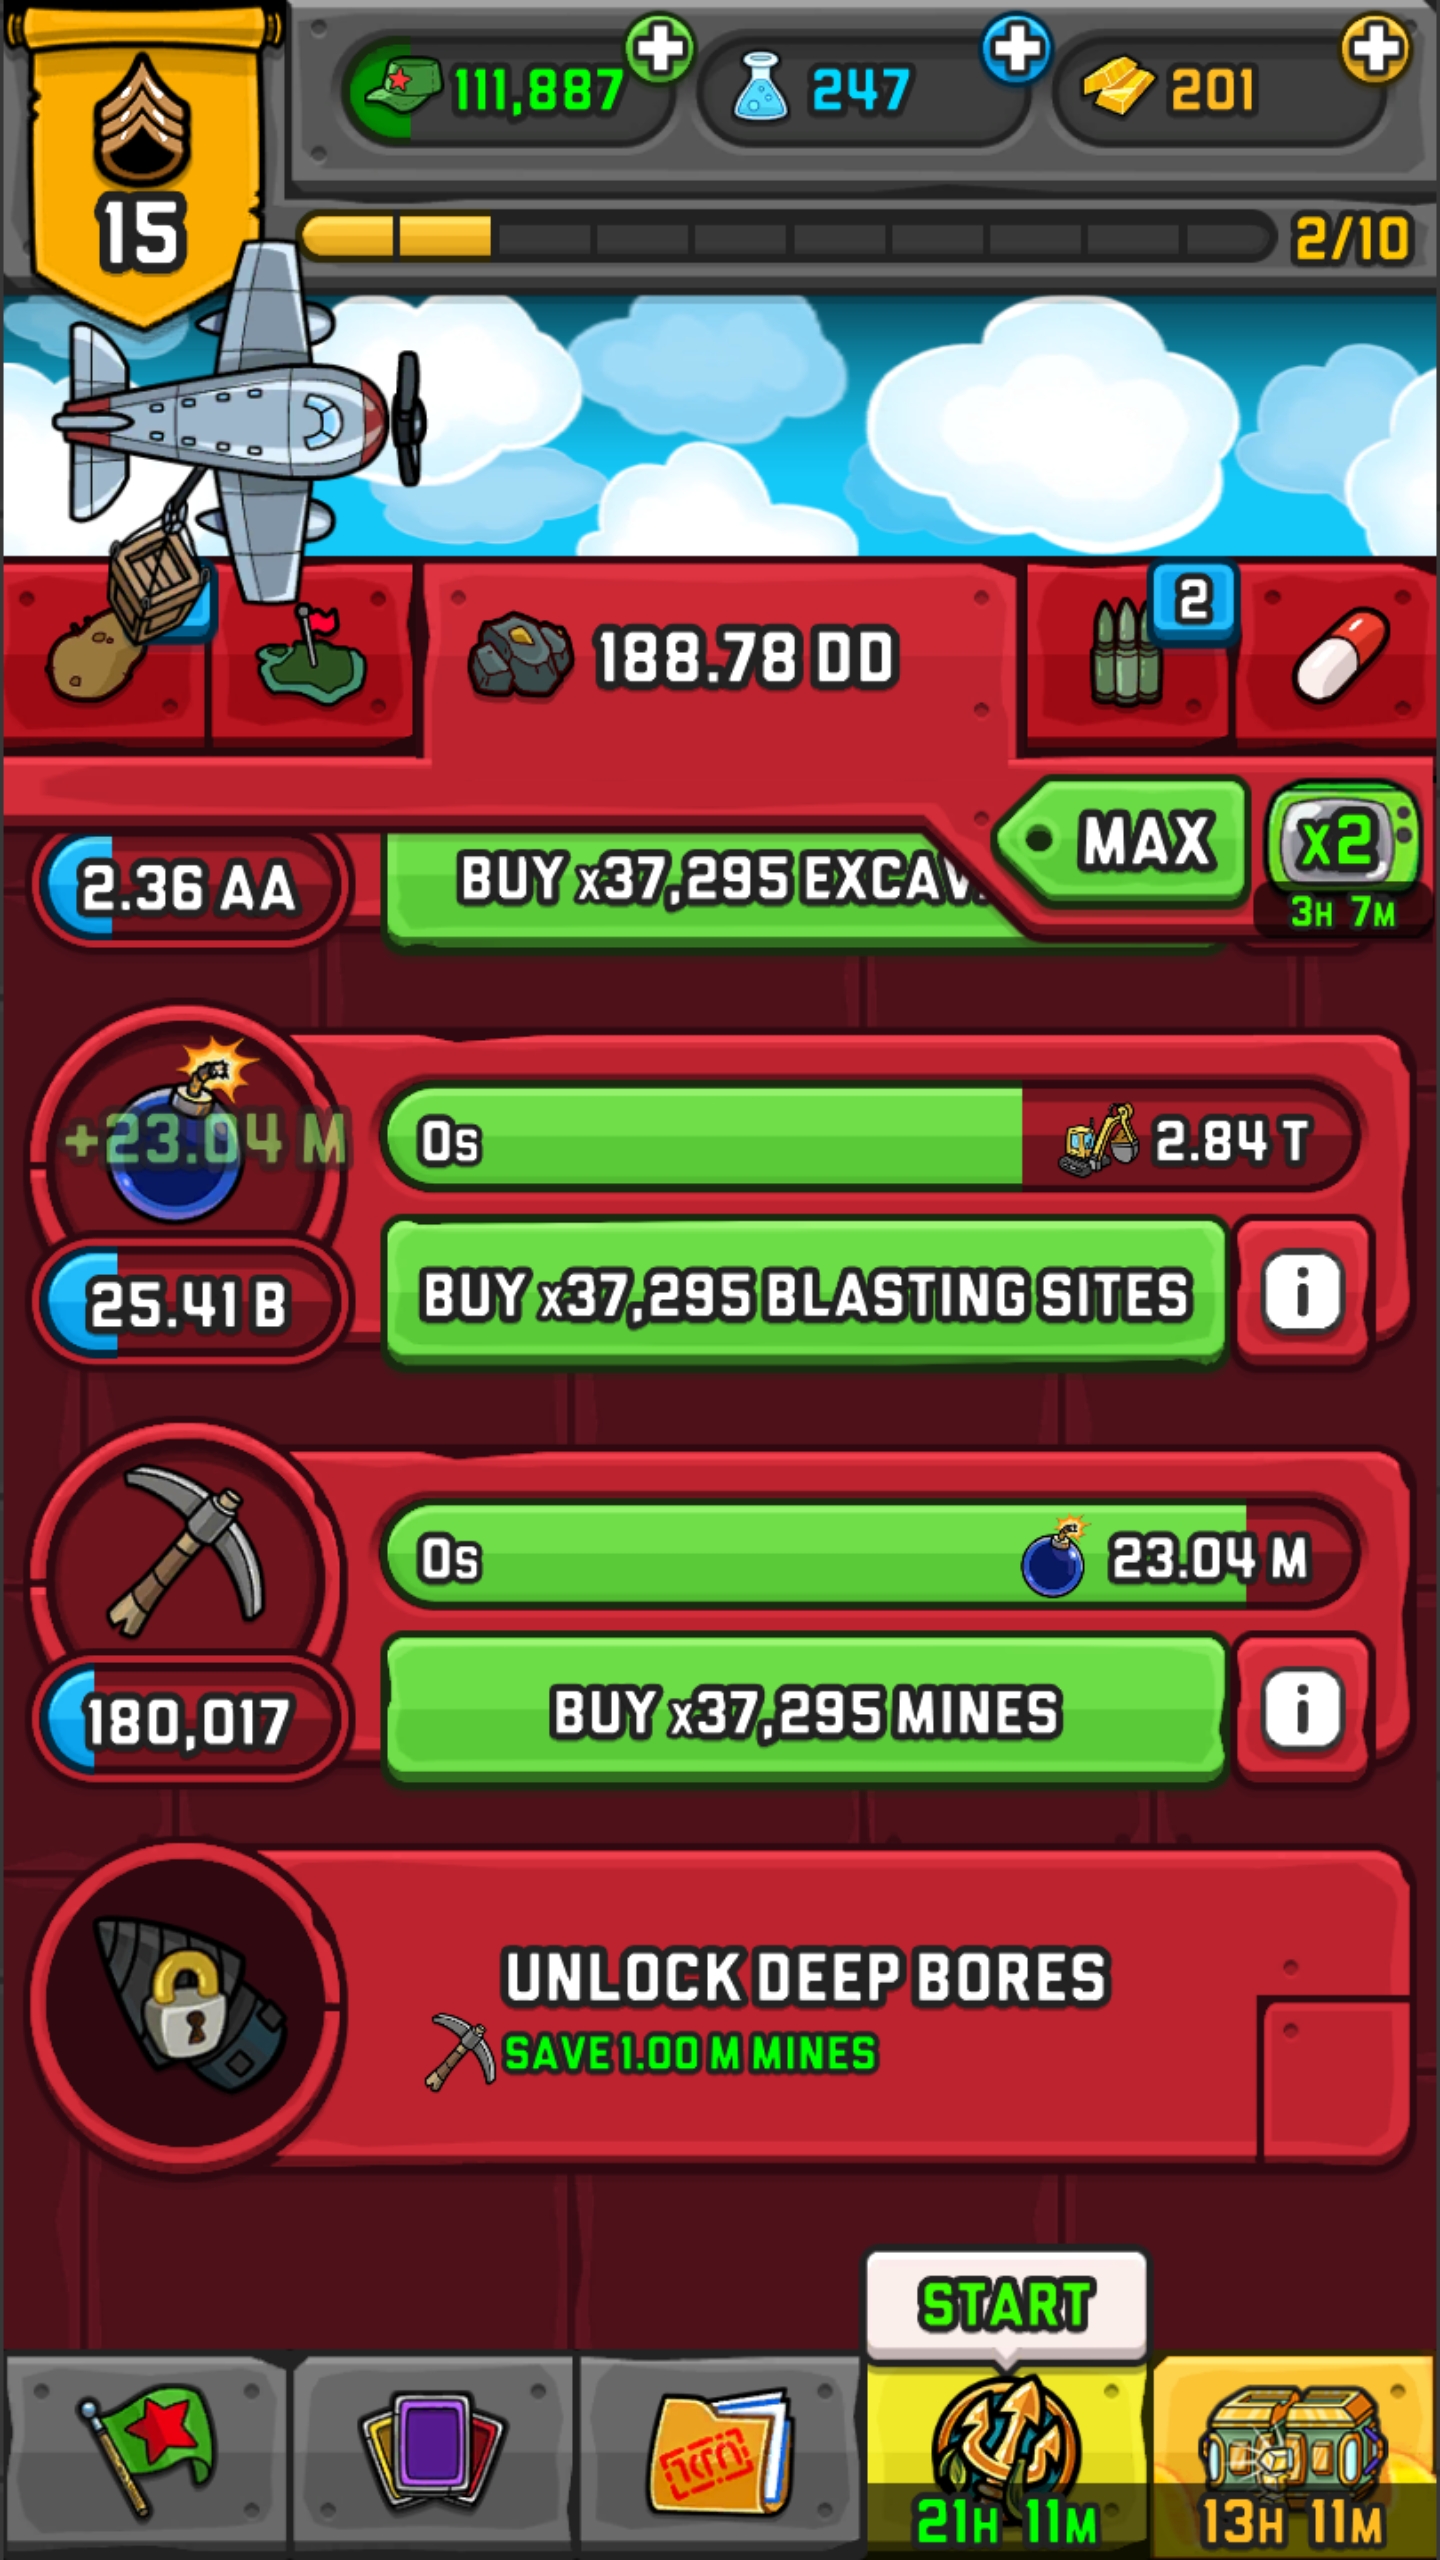 111,887
247
201
15
2/10
2
188.78 DD
MAX
x2
3H 7M
2.36 AA
BUY x37,295 EXCAV
+23.04 M
0s
2.84 T
25.41 B
BUY x37,295 BLASTING SITES
i
0s
23.04 M
180,017
BUY x37,295 MINES
i
UNLOCK DEEP BORES
SAVE 1.00 M MINES
START
21H 11M
13H 11M